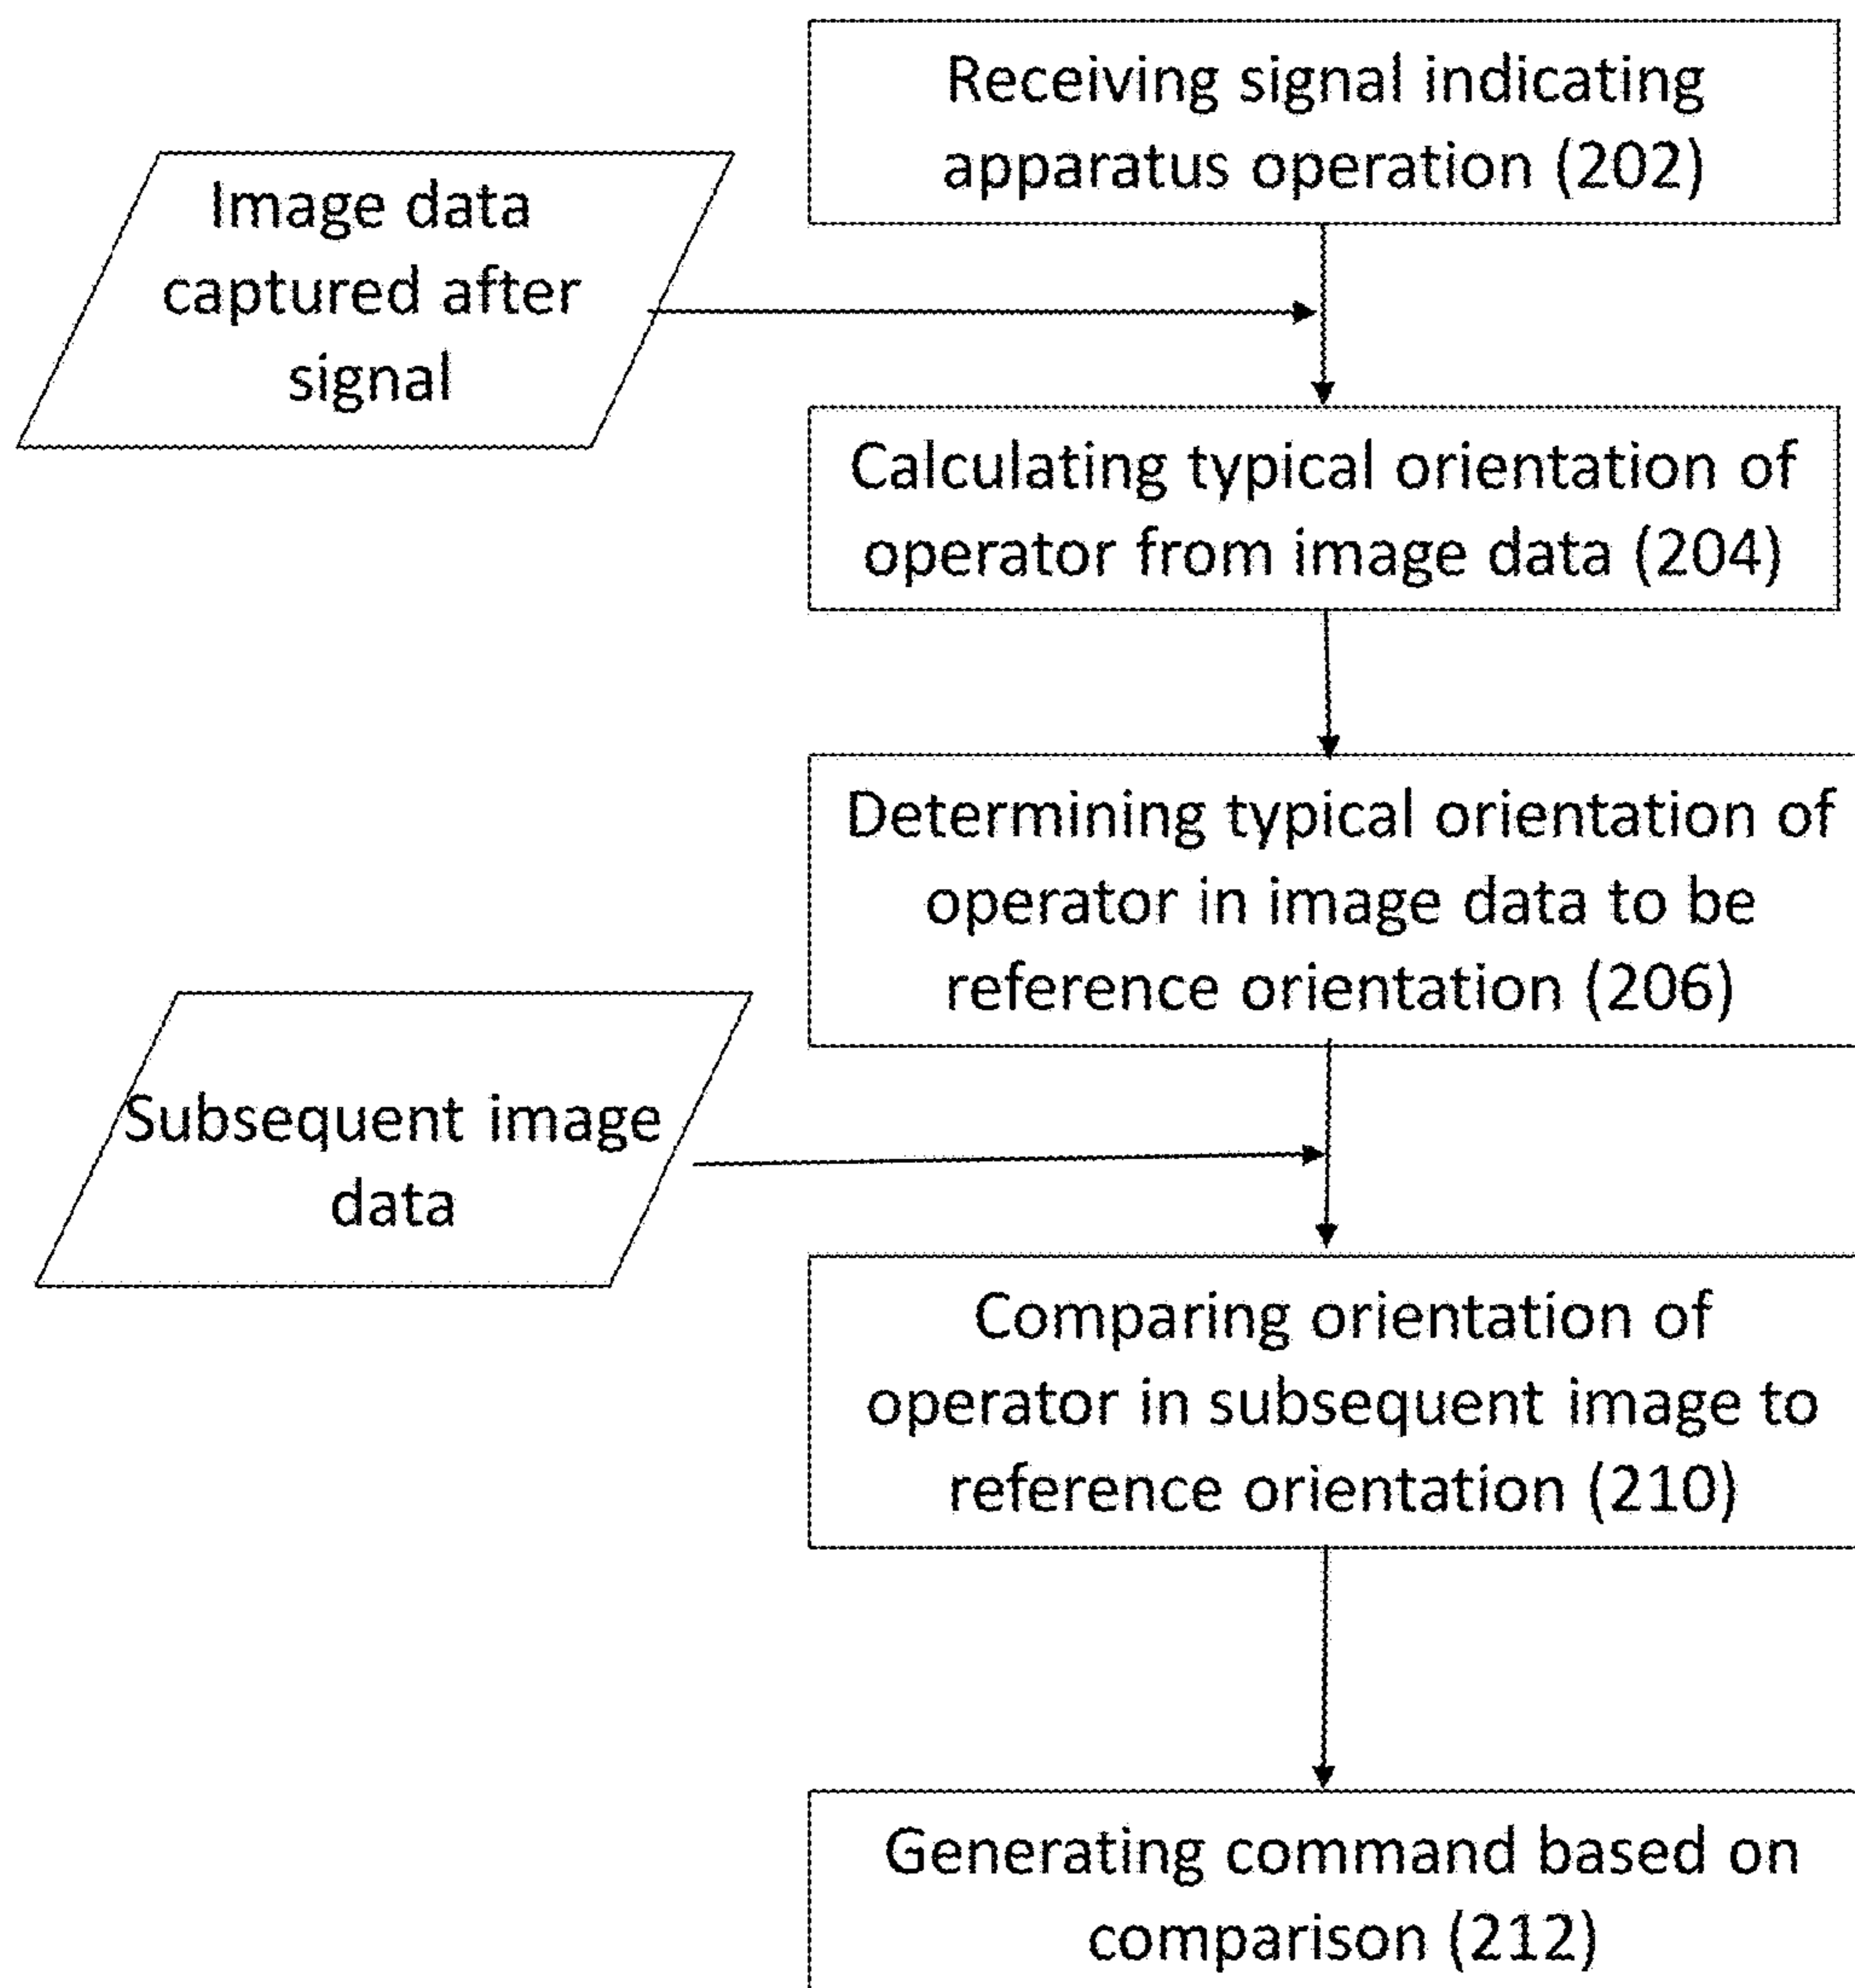 Receiving signal indicating
apparatus operation (202)
Image data
captured after
signal
Calculating typical orientation of
operator from image data (204)
Determining typical orientation of
operator in image data to be
reference orientation (206)
Subsequent image
data
Comparing orientation of
operator in subsequent image to
reference orientation (210)
Generating command based on
comparison (212)